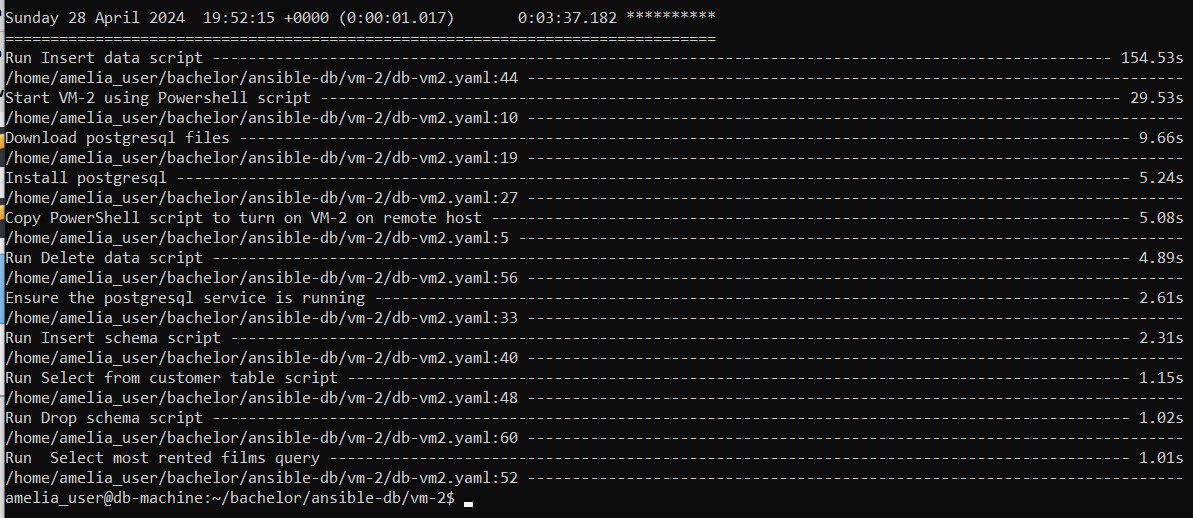 Sunday 28 April 2024  19:52:15 +0000 (0:00:01.017)       0:03:37.182 **********
===============================================================================
Run Insert data script ------------------------------------------------------------------------------------------------------ 154.53s
/home/amelia_user/bachelor/ansible-db/vm-2/db-vm2.yaml:44 --------------------------------------------------------------------------
Start VM-2 using Powershell script ------------------------------------------------------------------------------------------ 29.53s
/home/amelia_user/bachelor/ansible-db/vm-2/db-vm2.yaml:10 --------------------------------------------------------------------------
Download postgresql files ---------------------------------------------------------------------------------------------------- 9.66s
/home/amelia_user/bachelor/ansible-db/vm-2/db-vm2.yaml:19 --------------------------------------------------------------------------
Install postgresql ----------------------------------------------------------------------------------------------------------- 5.24s
/home/amelia_user/bachelor/ansible-db/vm-2/db-vm2.yaml:27 --------------------------------------------------------------------------
Copy PowerShell script to turn on VM-2 on remote host ------------------------------------------------------------------------ 5.08s
/home/amelia_user/bachelor/ansible-db/vm-2/db-vm2.yaml:5 ---------------------------------------------------------------------------
Run Delete data script ------------------------------------------------------------------------------------------------------- 4.89s
/home/amelia_user/bachelor/ansible-db/vm-2/db-vm2.yaml:56 --------------------------------------------------------------------------
Ensure the postgresql service is running ------------------------------------------------------------------------------------- 2.61s
/home/amelia_user/bachelor/ansible-db/vm-2/db-vm2.yaml:33 --------------------------------------------------------------------------
Run Insert schema script ----------------------------------------------------------------------------------------------------- 2.31s
/home/amelia_user/bachelor/ansible-db/vm-2/db-vm2.yaml:40 --------------------------------------------------------------------------
Run Select from customer table script ---------------------------------------------------------------------------------------- 1.15s
/home/amelia_user/bachelor/ansible-db/vm-2/db-vm2.yaml:48 --------------------------------------------------------------------------
Run Drop schema script ------------------------------------------------------------------------------------------------------- 1.02s
/home/amelia_user/bachelor/ansible-db/vm-2/db-vm2.yaml:60 --------------------------------------------------------------------------
Run  Select most rented films query ------------------------------------------------------------------------------------------ 1.01s
/home/amelia_user/bachelor/ansible-db/vm-2/db-vm2.yaml:52 --------------------------------------------------------------------------
amelia_user@db-machine:~/bachelor/ansible-db/vm-2$